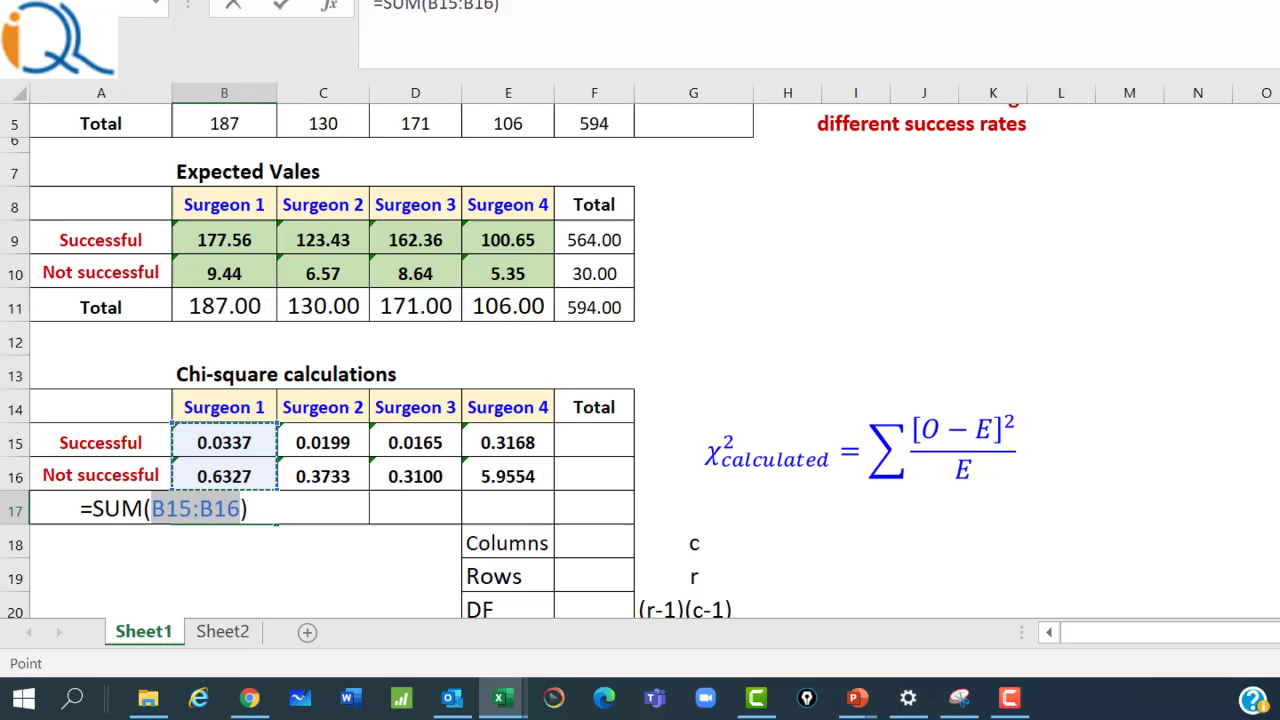 iQ
=SUM(B15:B16)
A B C D E F G H I J K L M N O
5 Total 187 130 171 106 594 different success rates
6
7 Expected Vales
8 Surgeon 1 Surgeon 2 Surgeon 3 Surgeon 4 Total
9 Successful 177.56 123.43 162.36 100.65 564.00
10 Not successful 9.44 6.57 8.64 5.35 30.00
11 Total 187.00 130.00 171.00 106.00 594.00
12
13 Chi-square calculations
14 Surgeon 1 Surgeon 2 Surgeon 3 Surgeon 4 Total
15 Successful 0.0337 0.0199 0.0165 0.3168
16 Not successful 0.6327 0.3733 0.3100 5.9554
χ²calculated = ∑ [O − E]² / E
17 =SUM(B15:B16)
18 Columns c
19 Rows r
20 DF (r-1)(c-1)
Sheet1 Sheet2
Point